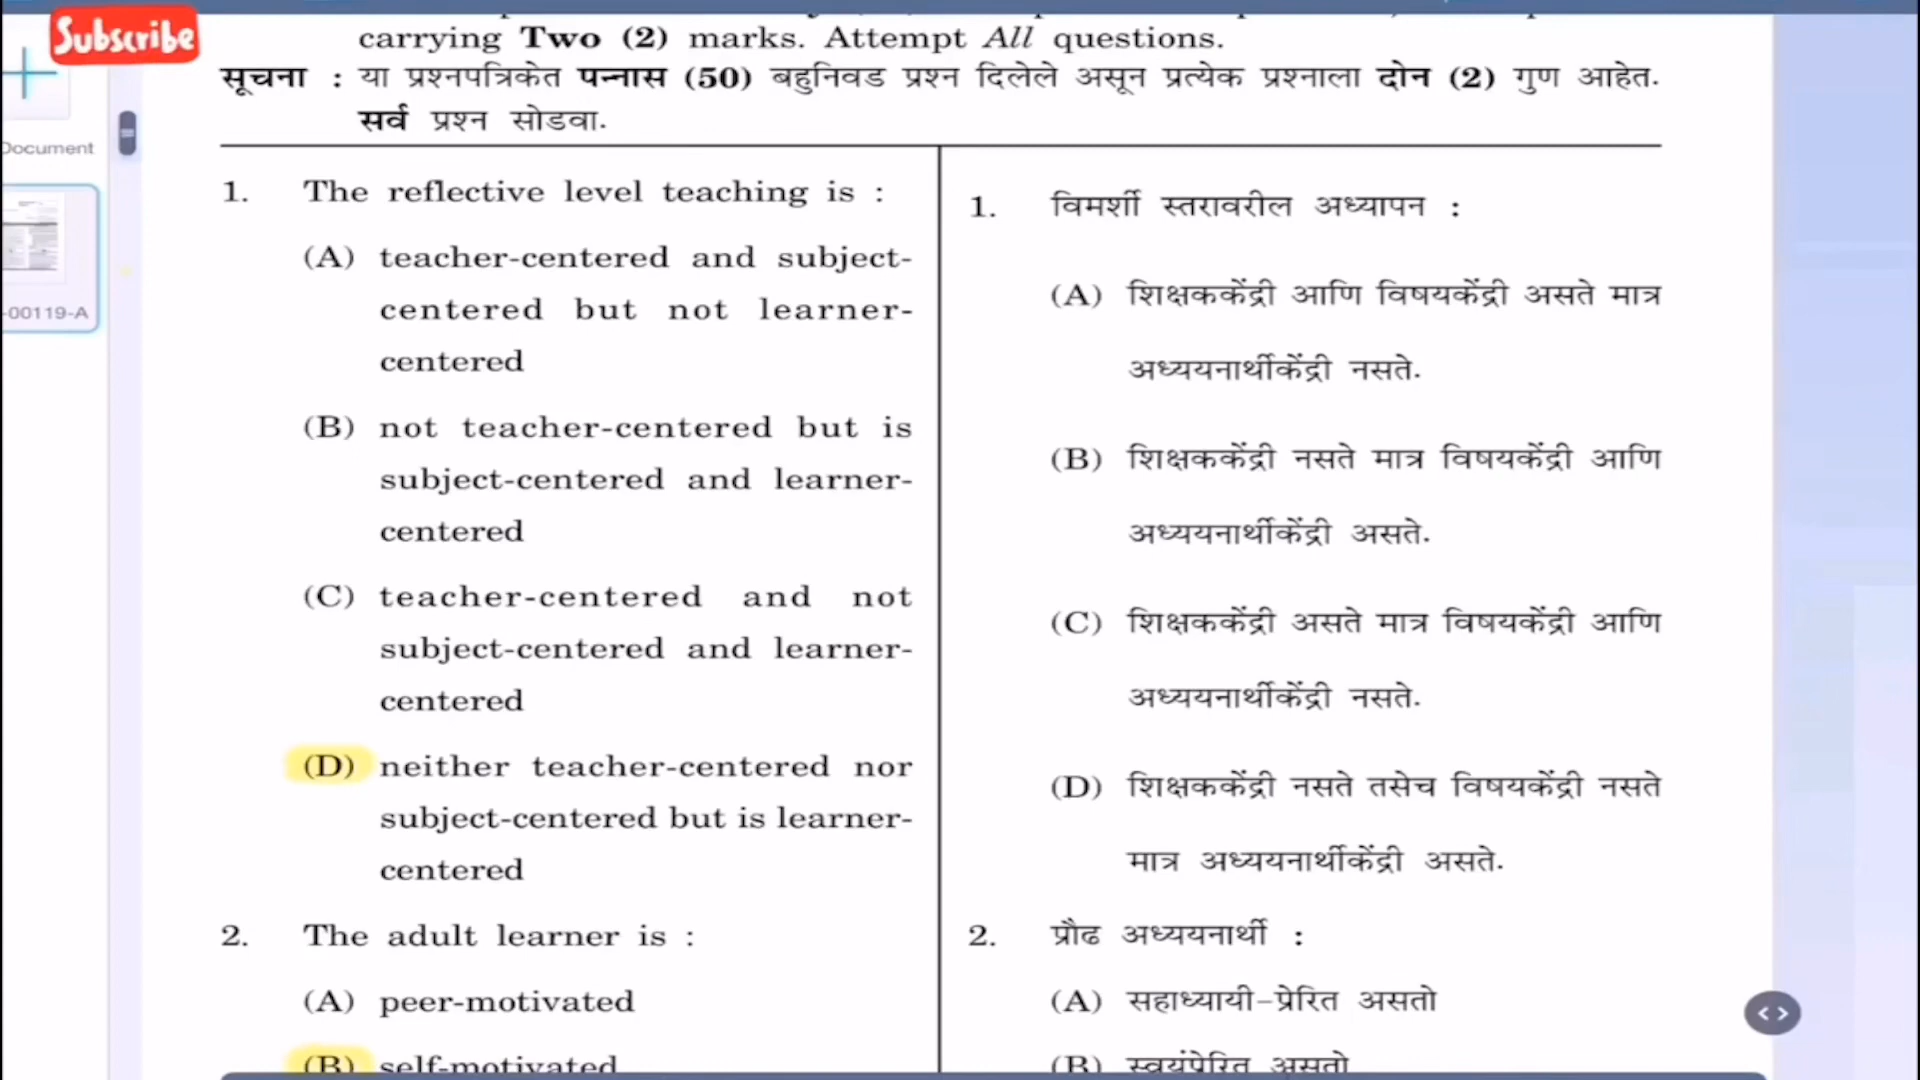 Subscribe
carrying Two (2) marks. Attempt All questions.
सूचना : या प्रश्नपत्रिकेत पन्नास (50) बहुनिवड प्रश्न दिलेले असून प्रत्येक प्रश्नाला दोन (2) गुण आहेत.
सर्व प्रश्न सोडवा.
Document
-00119-A
1. The reflective level teaching is :
(A) teacher-centered and subject-
centered but not learner-
centered
(B) not teacher-centered but is
subject-centered and learner-
centered
(C) teacher-centered and not
subject-centered and learner-
centered
(D) neither teacher-centered nor
subject-centered but is learner-
centered
2. The adult learner is :
(A) peer-motivated
(B) self-motivated
1. विमर्शी स्तरावरील अध्यापन :
(A) शिक्षककेंद्री आणि विषयकेंद्री असते मात्र
अध्ययनार्थीकेंद्री नसते.
(B) शिक्षककेंद्री नसते मात्र विषयकेंद्री आणि
अध्ययनार्थीकेंद्री असते.
(C) शिक्षककेंद्री असते मात्र विषयकेंद्री आणि
अध्ययनार्थीकेंद्री नसते.
(D) शिक्षककेंद्री नसते तसेच विषयकेंद्री नसते
मात्र अध्ययनार्थीकेंद्री असते.
2. प्रौढ अध्ययनार्थी :
(A) सहाध्यायी-प्रेरित असतो
(B) स्वयंप्रेरित असतो